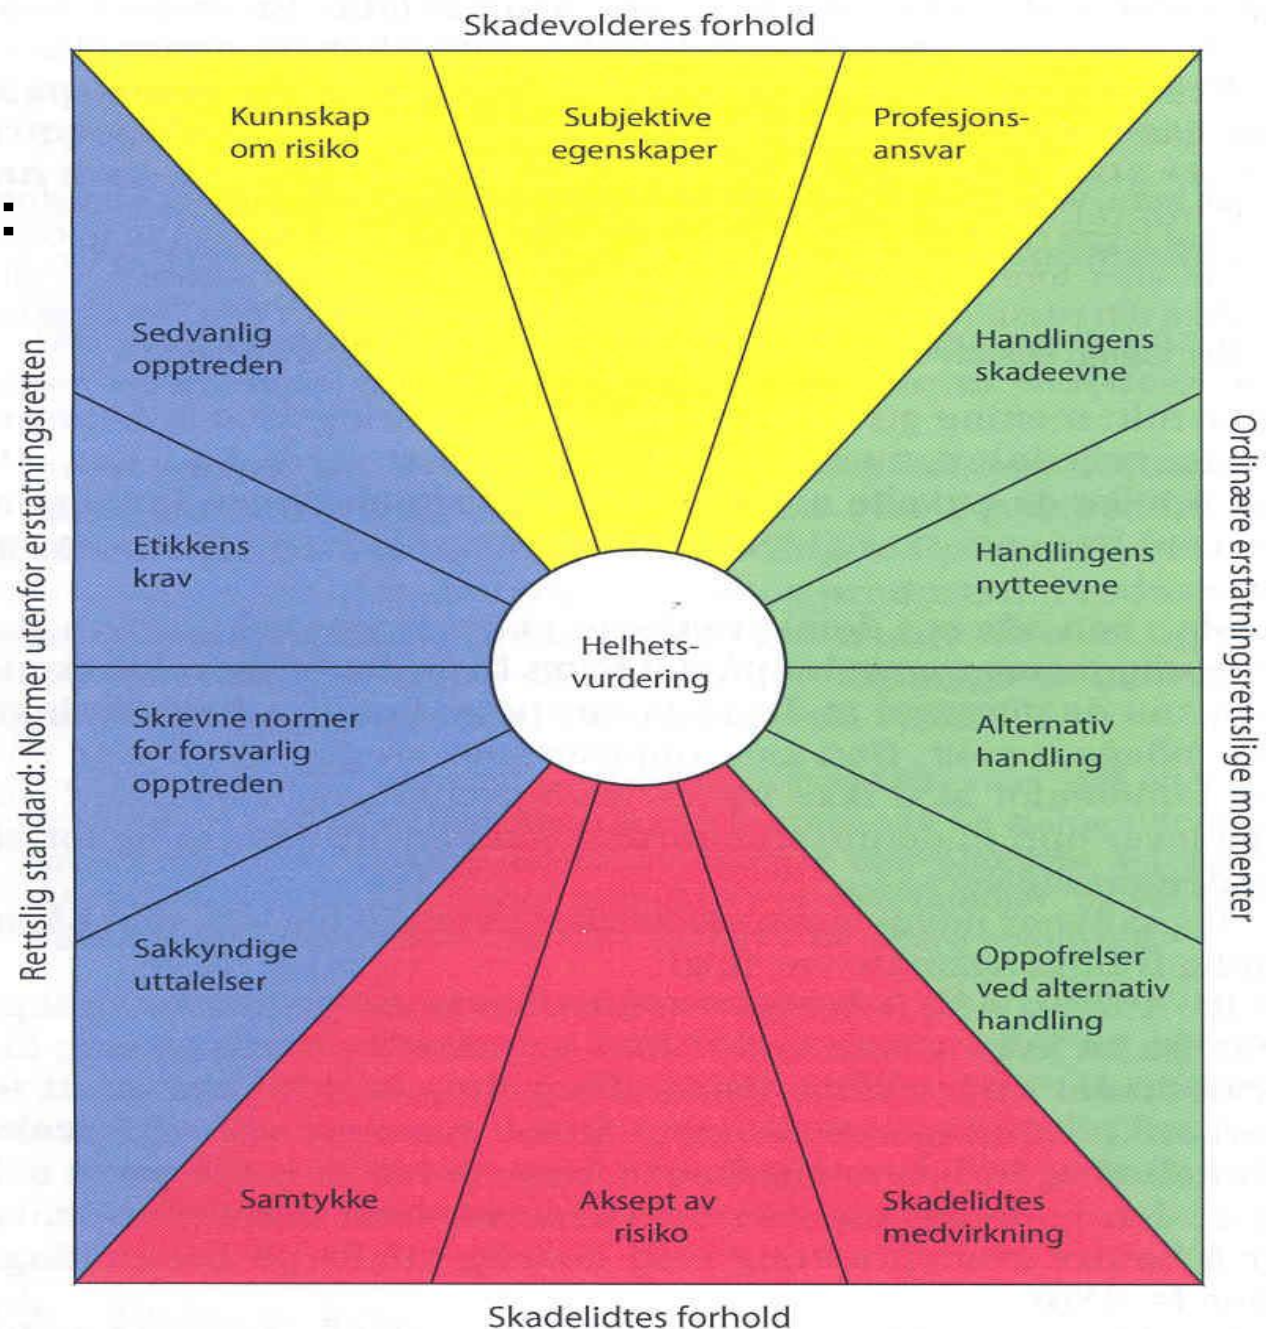 Skadevolderes forhold
Kunnskap
om risiko
Subjektive
egenskaper
Profesjons-
ansvar
:
Rettslig standard: Normer utenfor erstatningsretten
Sedvanlig
opptreden
Etikkens
krav
Skrevne normer
for forsvarlig
opptreden
Sakkyndige
uttalelser
Helhets-
vurdering
Handlingens
skadeevne
Handlingens
nytteevne
Alternativ
handling
Oppofrelser
ved alternativ
handling
Ordinære erstatningsrettslige momenter
Samtykke
Aksept av
risiko
Skadelidtes
medvirkning
Skadelidtes forhold